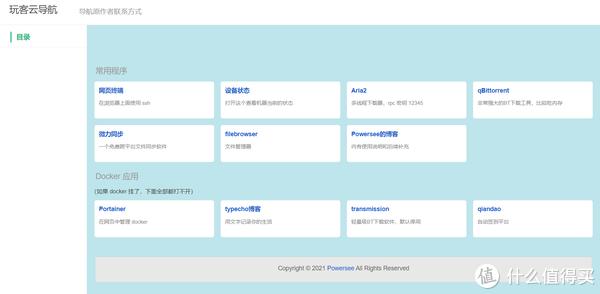 玩客云导航
导航原作者联系方式
目录
常用程序
网页终端
在浏览器上面使用 ssh
设备状态
打开这个查看机器当前的状态
Aria2
多线程下载器，rpc 密钥 12345
qBittorrent
非常强大的BT下载工具，比较吃内存
微力同步
一个免费跨平台文件同步软件
filebrowser
文件管理器
Powersee的博客
内有使用说明和后续补充
Docker 应用
(如果 docker 挂了，下面全部都打不开)
Portainer
在网页中管理 docker
typecho博客
用文字记录你的生活
transmission
轻量级BT下载软件，默认停用
qiandao
自动签到平台
Copyright © 2021 Powersee All Rights Reserved
值 什么值得买